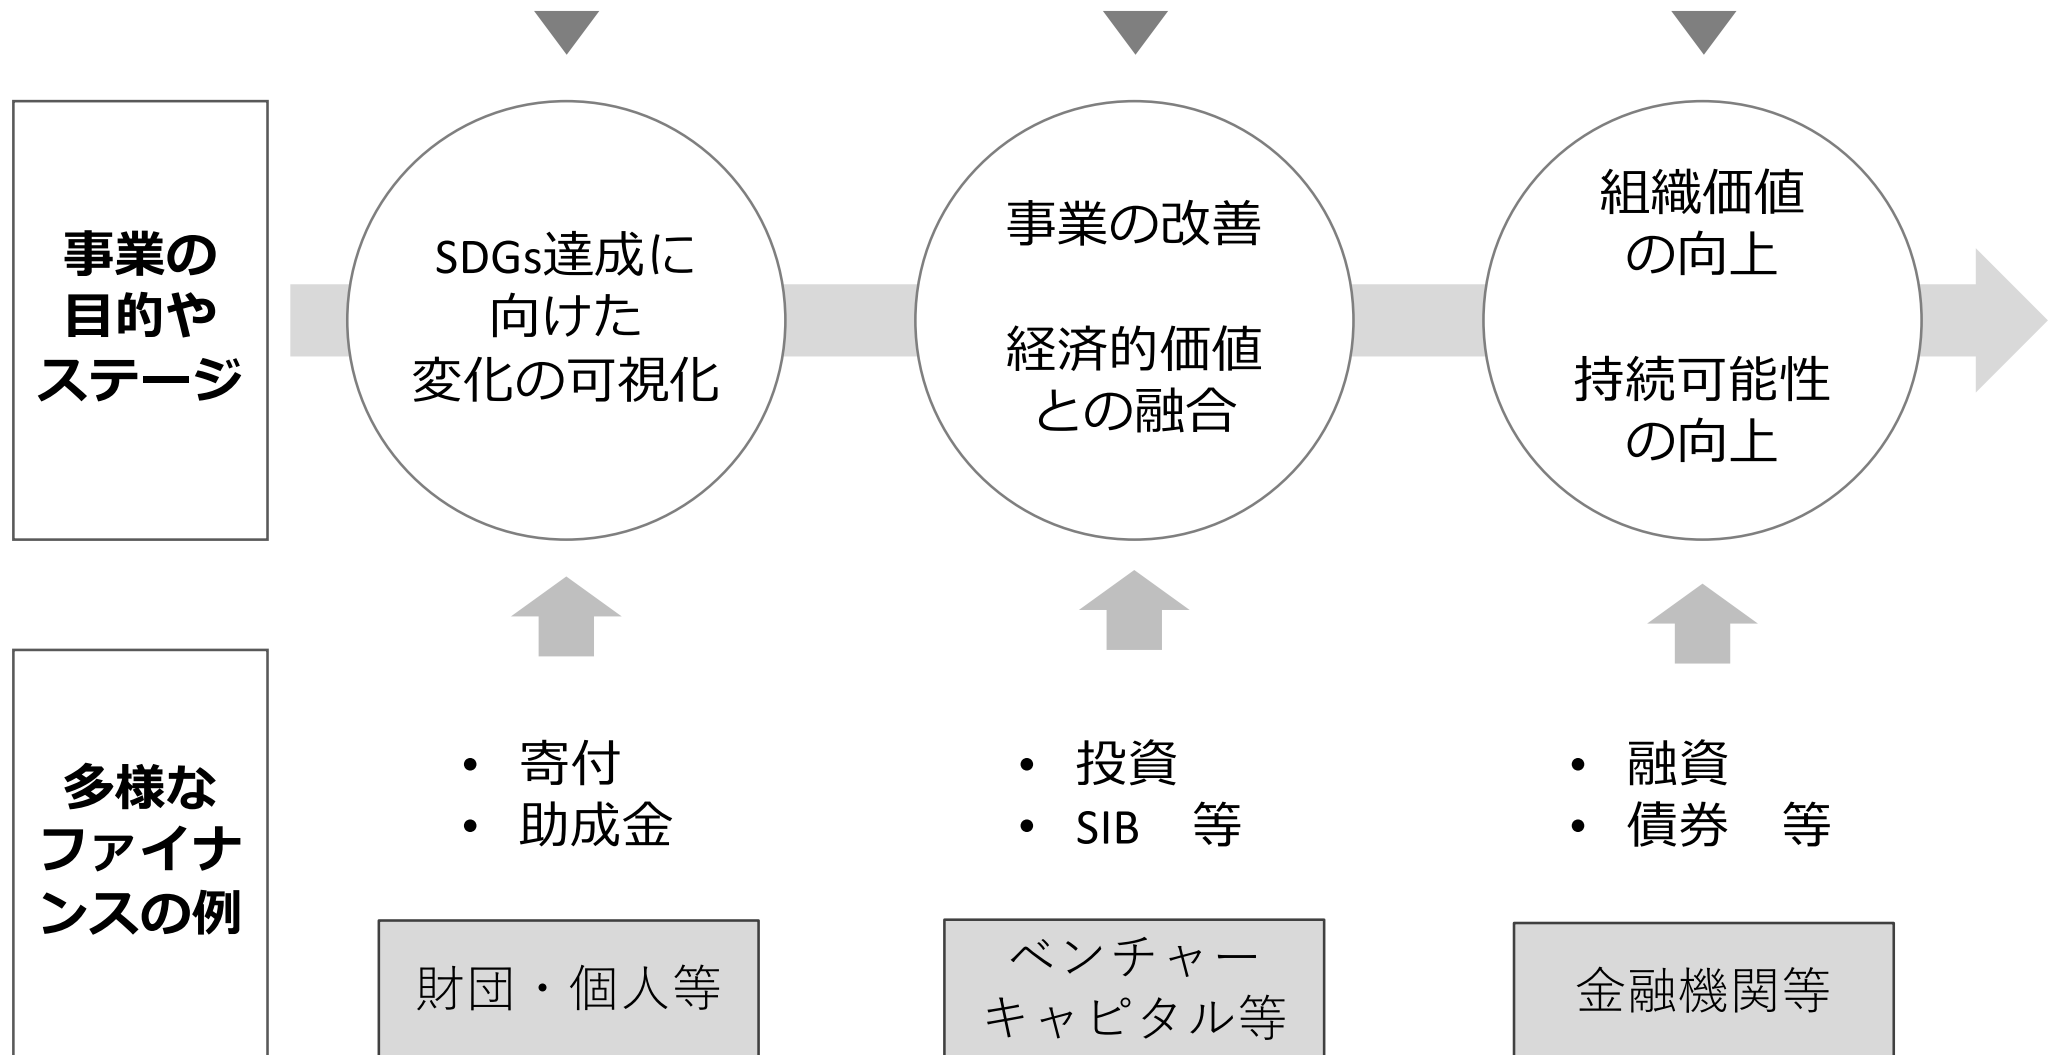 事業の
目的や
ステージ
SDGs達成に
向けた
変化の可視化
事業の改善
経済的価値
との融合
組織価値
の向上
持続可能性
の向上
多様な
ファイナ
ンスの例
• 寄付
• 助成金
• 投資
• SIB　等
• 融資
• 債券　等
財団・個人等
ベンチャー
キャピタル等
金融機関等